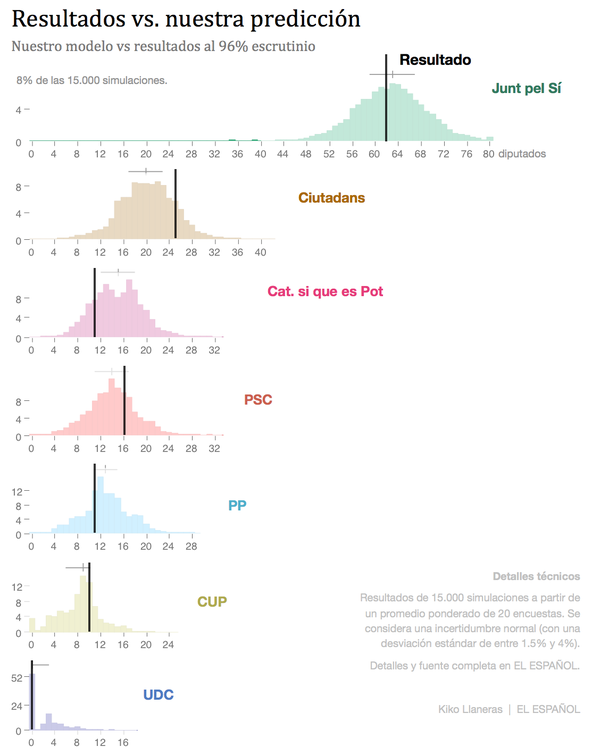 Resultados vs. nuestra predicción
Nuestro modelo vs resultados al 96% escrutinio
Resultado
8% de las 15.000 simulaciones.
Junt pel Sí
4
0
0 4 8 12 16 20 24 28 32 36 40 44 48 52 56 60 64 68 72 76 80 diputados
Ciutadans
8
4
0
0 4 8 12 16 20 24 28 32 36 40
Cat. si que es Pot
8
4
0
0 4 8 12 16 20 24 28 32
PSC
8
4
0
0 4 8 12 16 20 24 28 32
PP
12
8
4
0
0 4 8 12 16 20 24 28
CUP
12
8
4
0
0 4 8 12 16 20 24
UDC
52
24
0
0 4 8 12 16
Detalles técnicos
Resultados de 15.000 simulaciones a partir de
un promedio ponderado de 20 encuestas. Se
considera una incertidumbre normal (con una
desviación estándar de entre 1.5% y 4%).
Detalles y fuente completa en EL ESPAÑOL.
Kiko Llaneras | EL ESPAÑOL